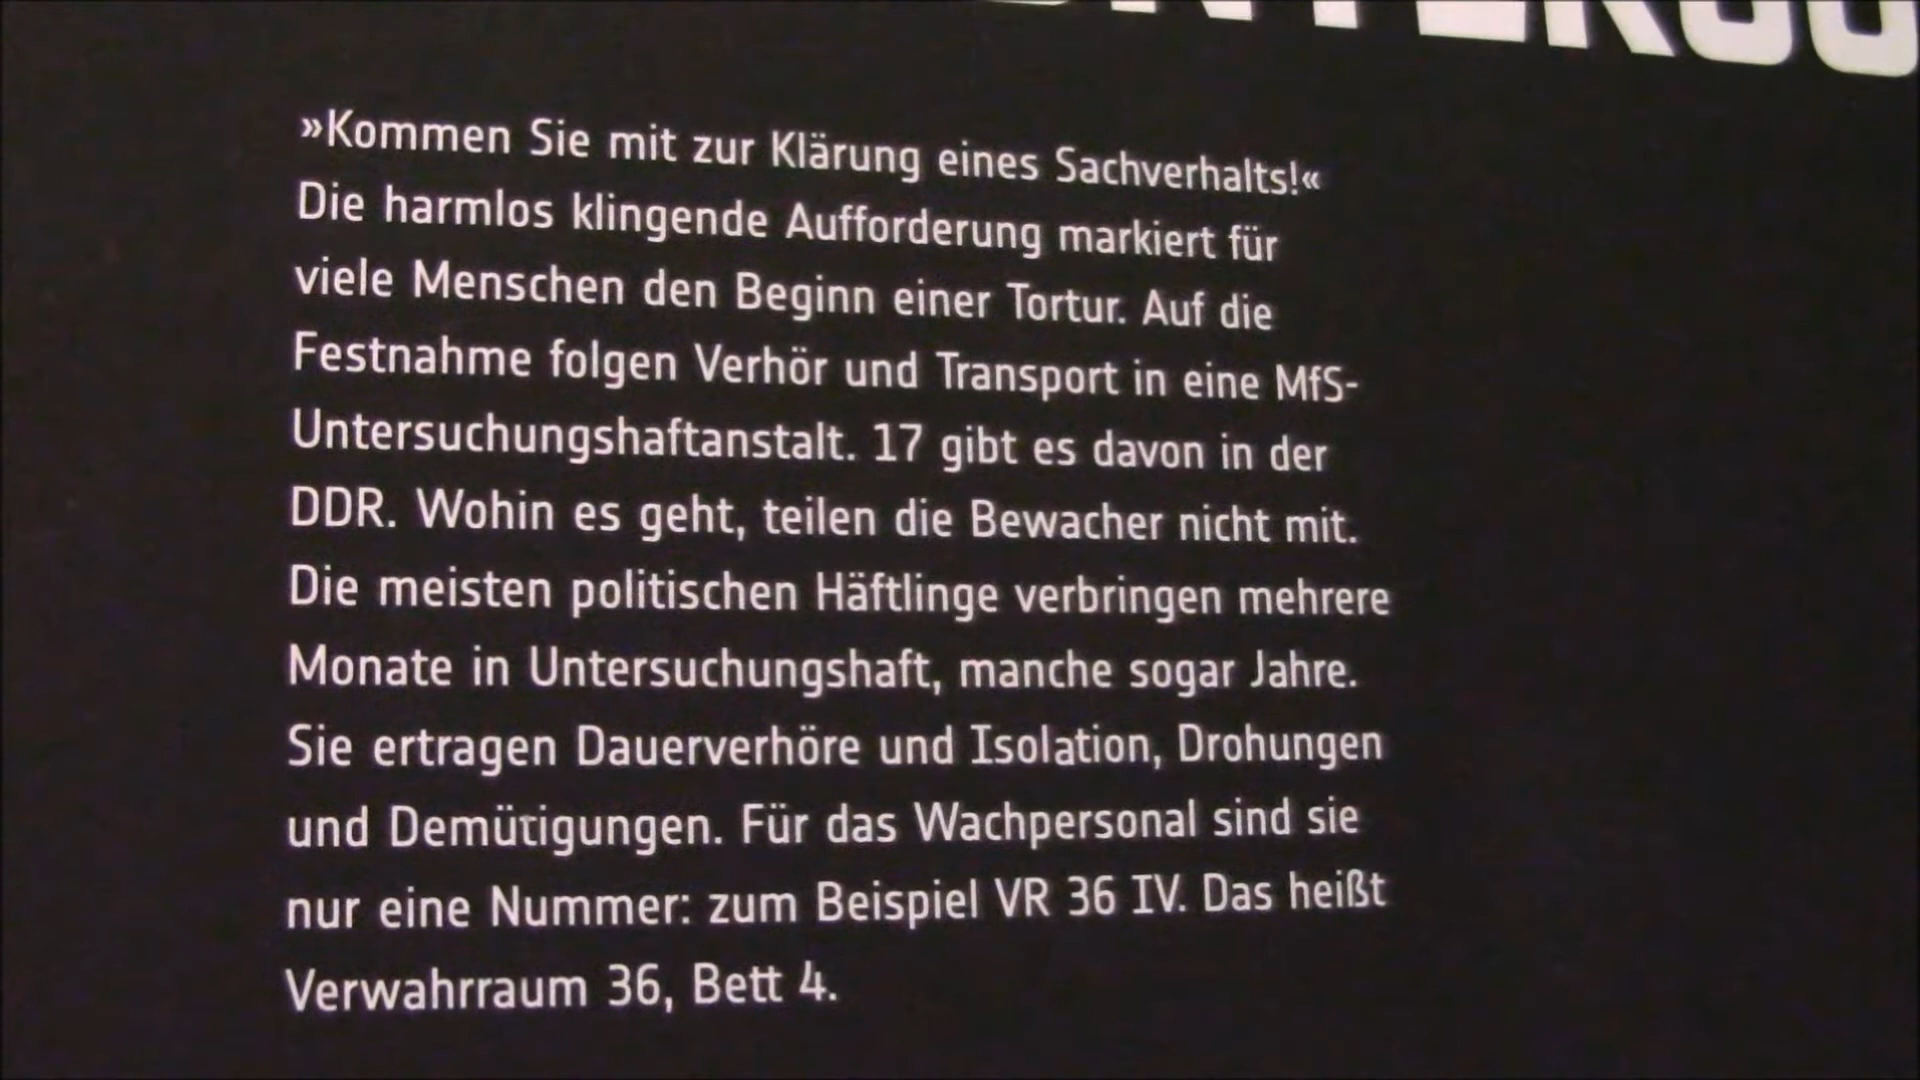 »Kommen Sie mit zur Klärung eines Sachverhalts!«
Die harmlos klingende Aufforderung markiert für
viele Menschen den Beginn einer Tortur. Auf die
Festnahme folgen Verhör und Transport in eine MfS-
Untersuchungshaftanstalt. 17 gibt es davon in der
DDR. Wohin es geht, teilen die Bewacher nicht mit.
Die meisten politischen Häftlinge verbringen mehrere
Monate in Untersuchungshaft, manche sogar Jahre.
Sie ertragen Dauerverhöre und Isolation, Drohungen
und Demütigungen. Für das Wachpersonal sind sie
nur eine Nummer: zum Beispiel VR 36 IV. Das heißt
Verwahrraum 36, Bett 4.